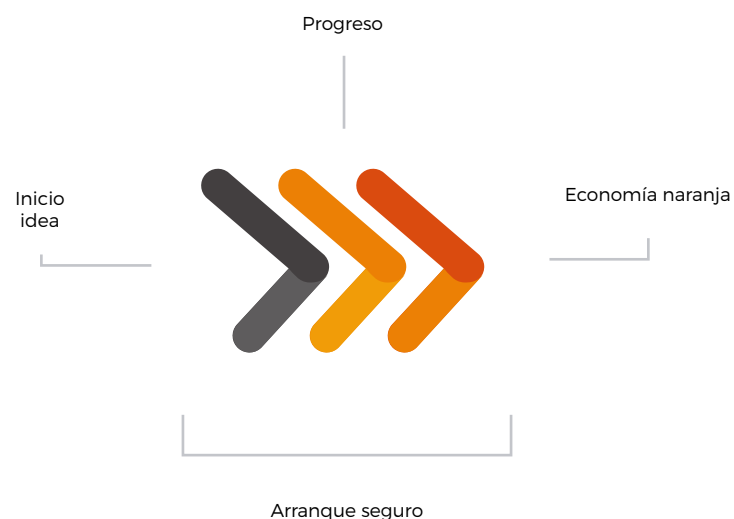 Progreso
Inicio
idea
Economía naranja
Arranque seguro